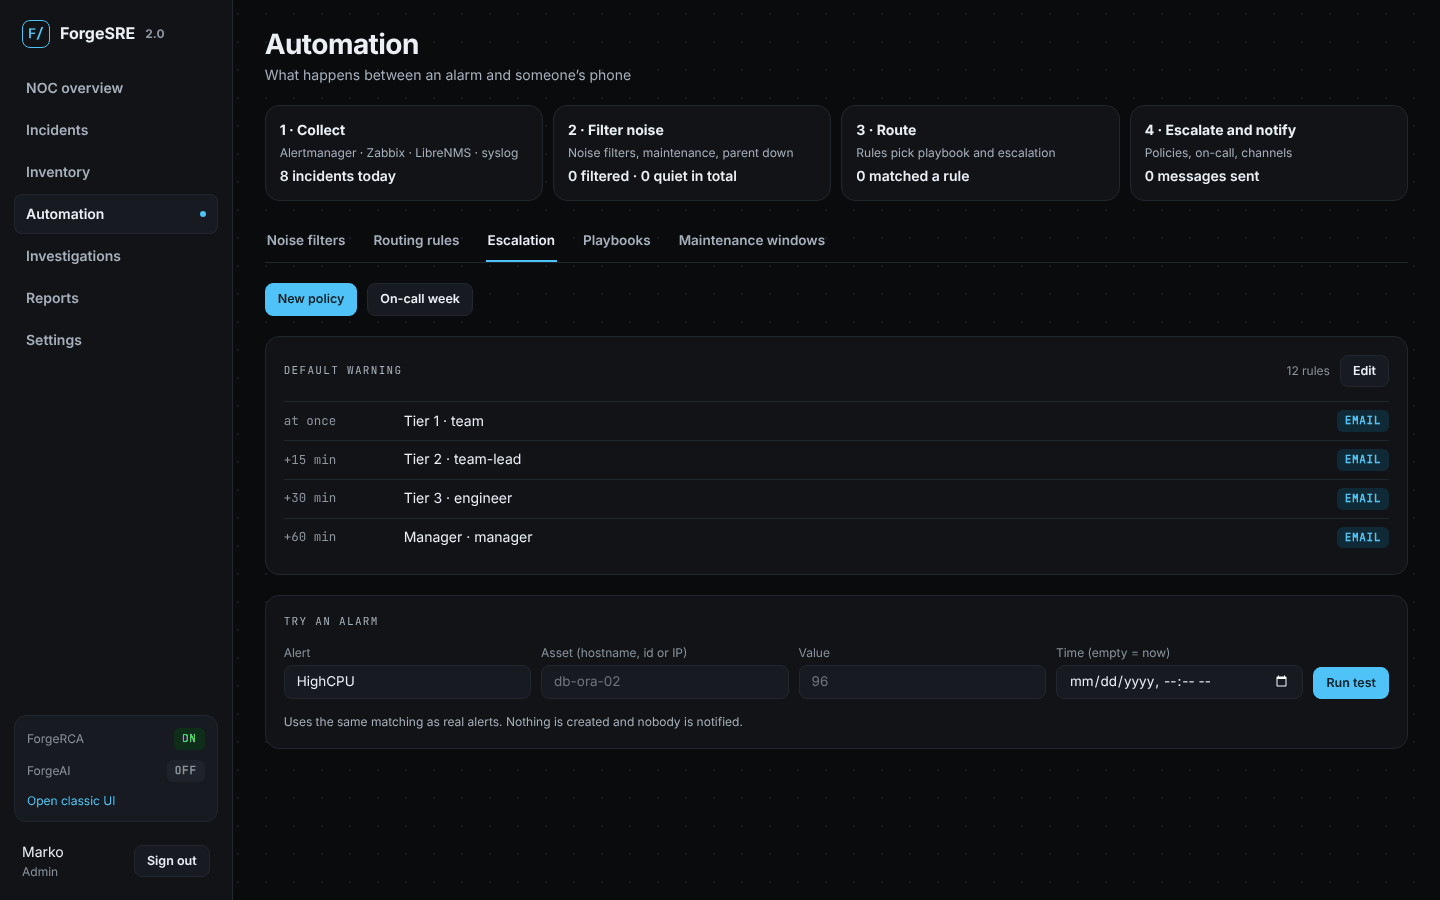 F/ ForgeSRE 2.0
NOC overview
Incidents
Inventory
Automation
Investigations
Reports
Settings
ForgeRCA ON
ForgeAI OFF
Open classic UI
Marko
Admin
Sign out
Automation
What happens between an alarm and someone's phone
1 · Collect
Alertmanager · Zabbix · LibreNMS · syslog
8 incidents today
2 · Filter noise
Noise filters, maintenance, parent down
0 filtered · 0 quiet in total
3 · Route
Rules pick playbook and escalation
0 matched a rule
4 · Escalate and notify
Policies, on-call, channels
0 messages sent
Noise filters Routing rules Escalation Playbooks Maintenance windows
New policy On-call week
DEFAULT WARNING 12 rules Edit
at once Tier 1 · team EMAIL
+15 min Tier 2 · team-lead EMAIL
+30 min Tier 3 · engineer EMAIL
+60 min Manager · manager EMAIL
TRY AN ALARM
Alert Asset (hostname, id or IP) Value Time (empty = now)
HighCPU db-ora-02 96 mm/dd/yyyy, --:-- -- Run test
Uses the same matching as real alerts. Nothing is created and nobody is notified.